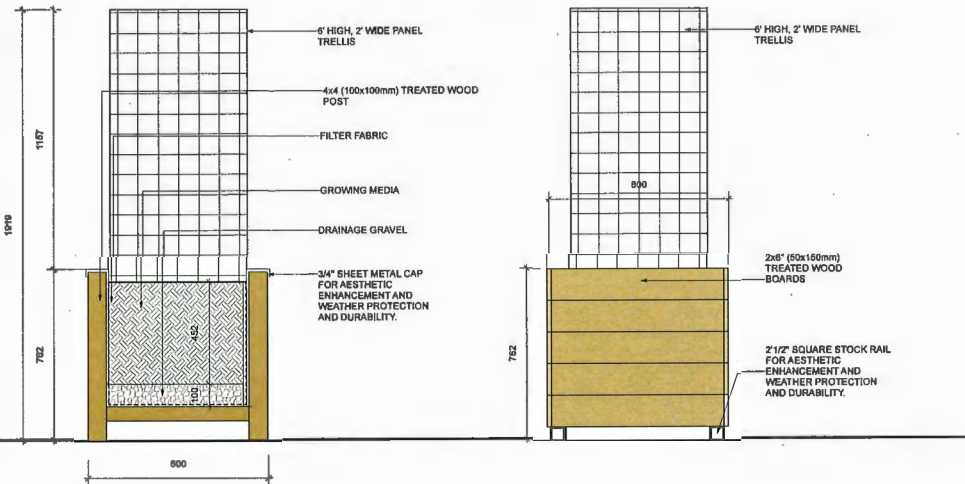 6' HIGH, 2' WIDE PANEL
TRELLIS
4x4 (100x100mm) TREATED WOOD
POST
FILTER FABRIC
GROWING MEDIA
DRAINAGE GRAVEL
3/4" SHEET METAL CAP
FOR AESTHETIC
ENHANCEMENT AND
WEATHER PROTECTION
AND DURABILITY.
1919
1157
762
452
100
800
6' HIGH, 2' WIDE PANEL
TRELLIS
800
2x6" (50x150mm)
TREATED WOOD
BOARDS
762
2'1/2" SQUARE STOCK RAIL
FOR AESTHETIC
ENHANCEMENT AND
WEATHER PROTECTION
AND DURABILITY.